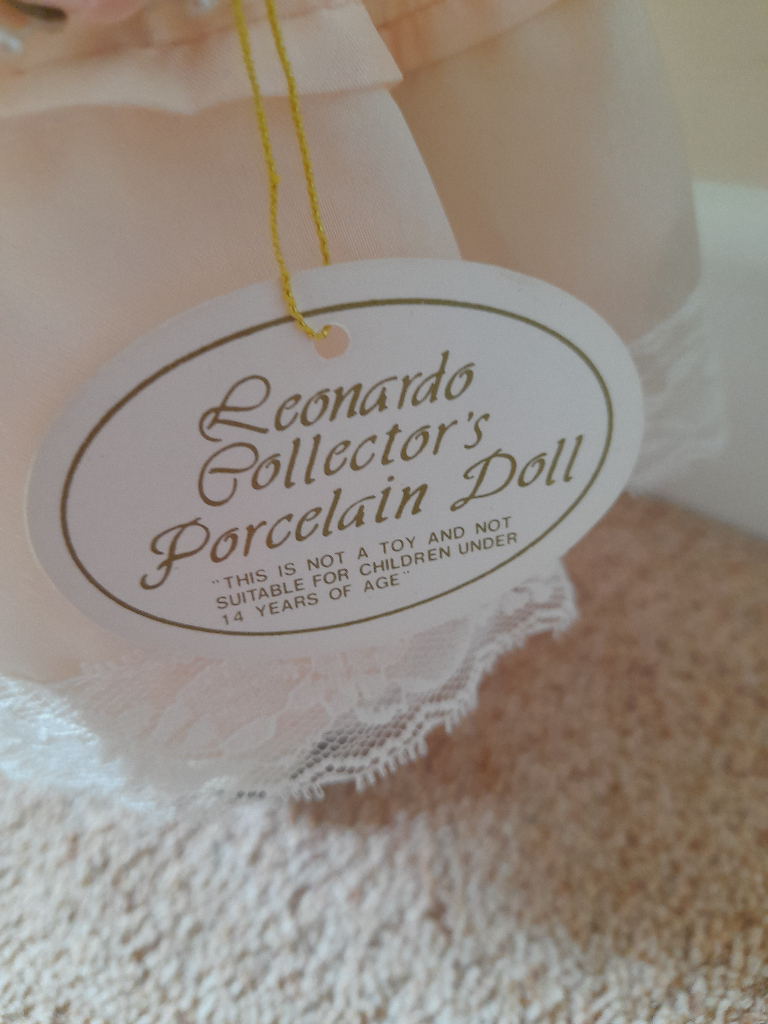 Leonardo
Collector's
Porcelain Doll
"THIS IS NOT A TOY AND NOT
SUITABLE FOR CHILDREN UNDER
14 YEARS OF AGE"